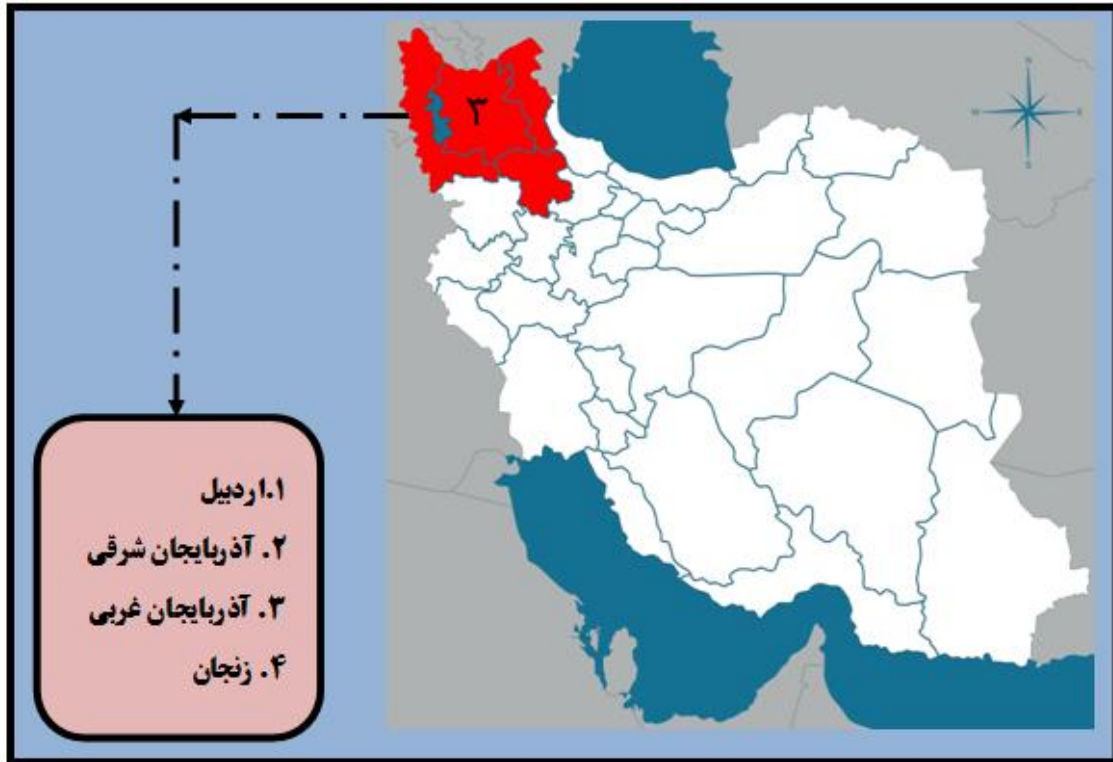 ۳
۱.اردبیل
۲. آذربایجان شرقی
۳. آذربایجان غربی
۴. زنجان